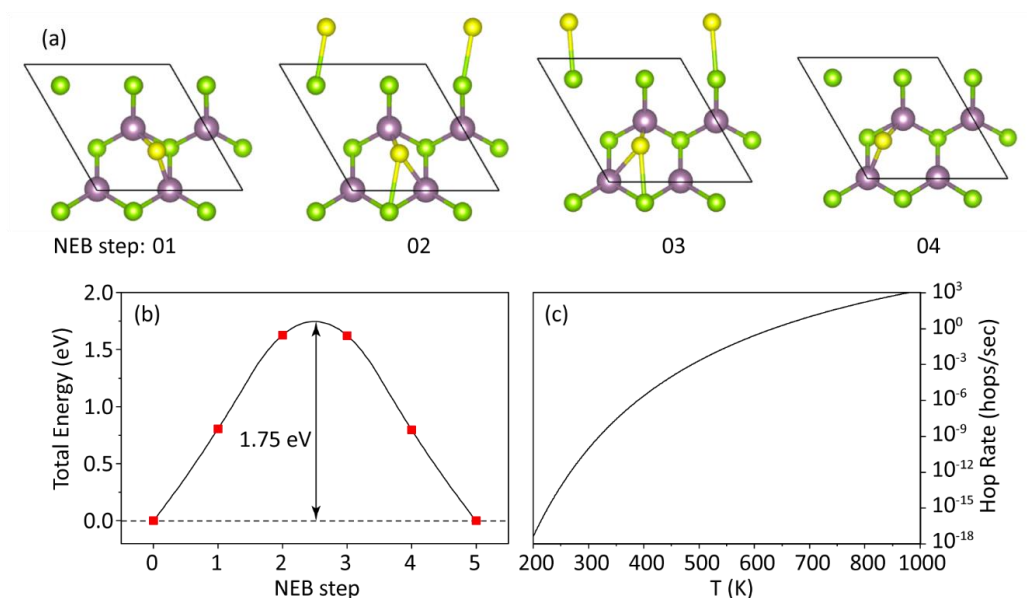 (a)
NEB step: 01 02 03 04
(b) (c)
Total Energy (eV)
2.0
1.5
1.0
0.5
0.0
1.75 eV
0 1 2 3 4 5
NEB step
Hop Rate (hops/sec)
10^3
10^0
10^-3
10^-6
10^-9
10^-12
10^-15
10^-18
200 300 400 500 600 700 800 900 1000
T (K)